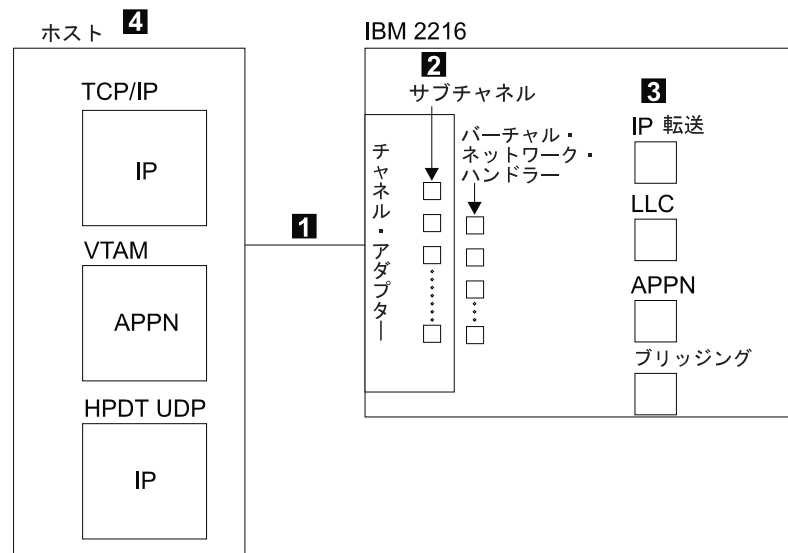 ホスト 4
TCP/IP
IP
VTAM
APPN
HPDT UDP
IP
1
IBM 2216
2
サブチャネル
チャネル・アダプター
バーチャル・
ネットワーク・
ハンドラー
3
IP 転送
LLC
APPN
ブリッジング